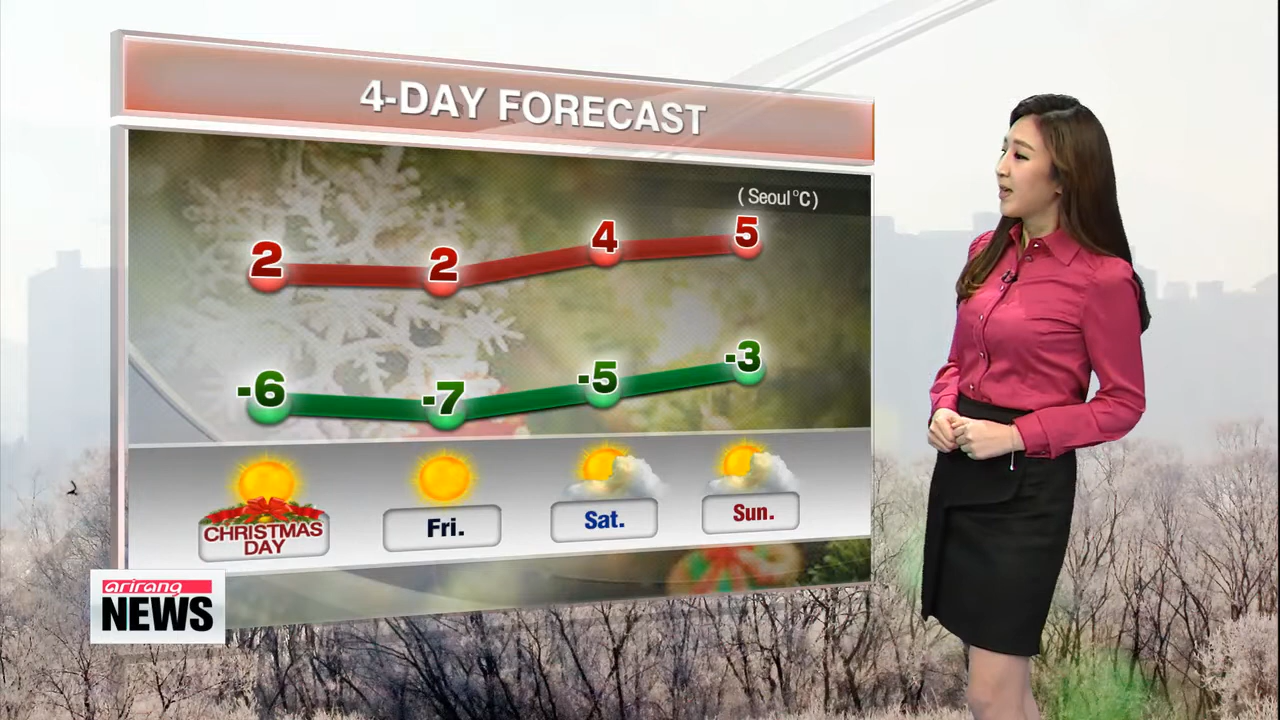 4-DAY FORECAST
( Seoul°C)
2 2 4 5
-6 -7 -5 -3
CHRISTMAS
DAY
Fri.
Sat.
Sun.
arirang
NEWS